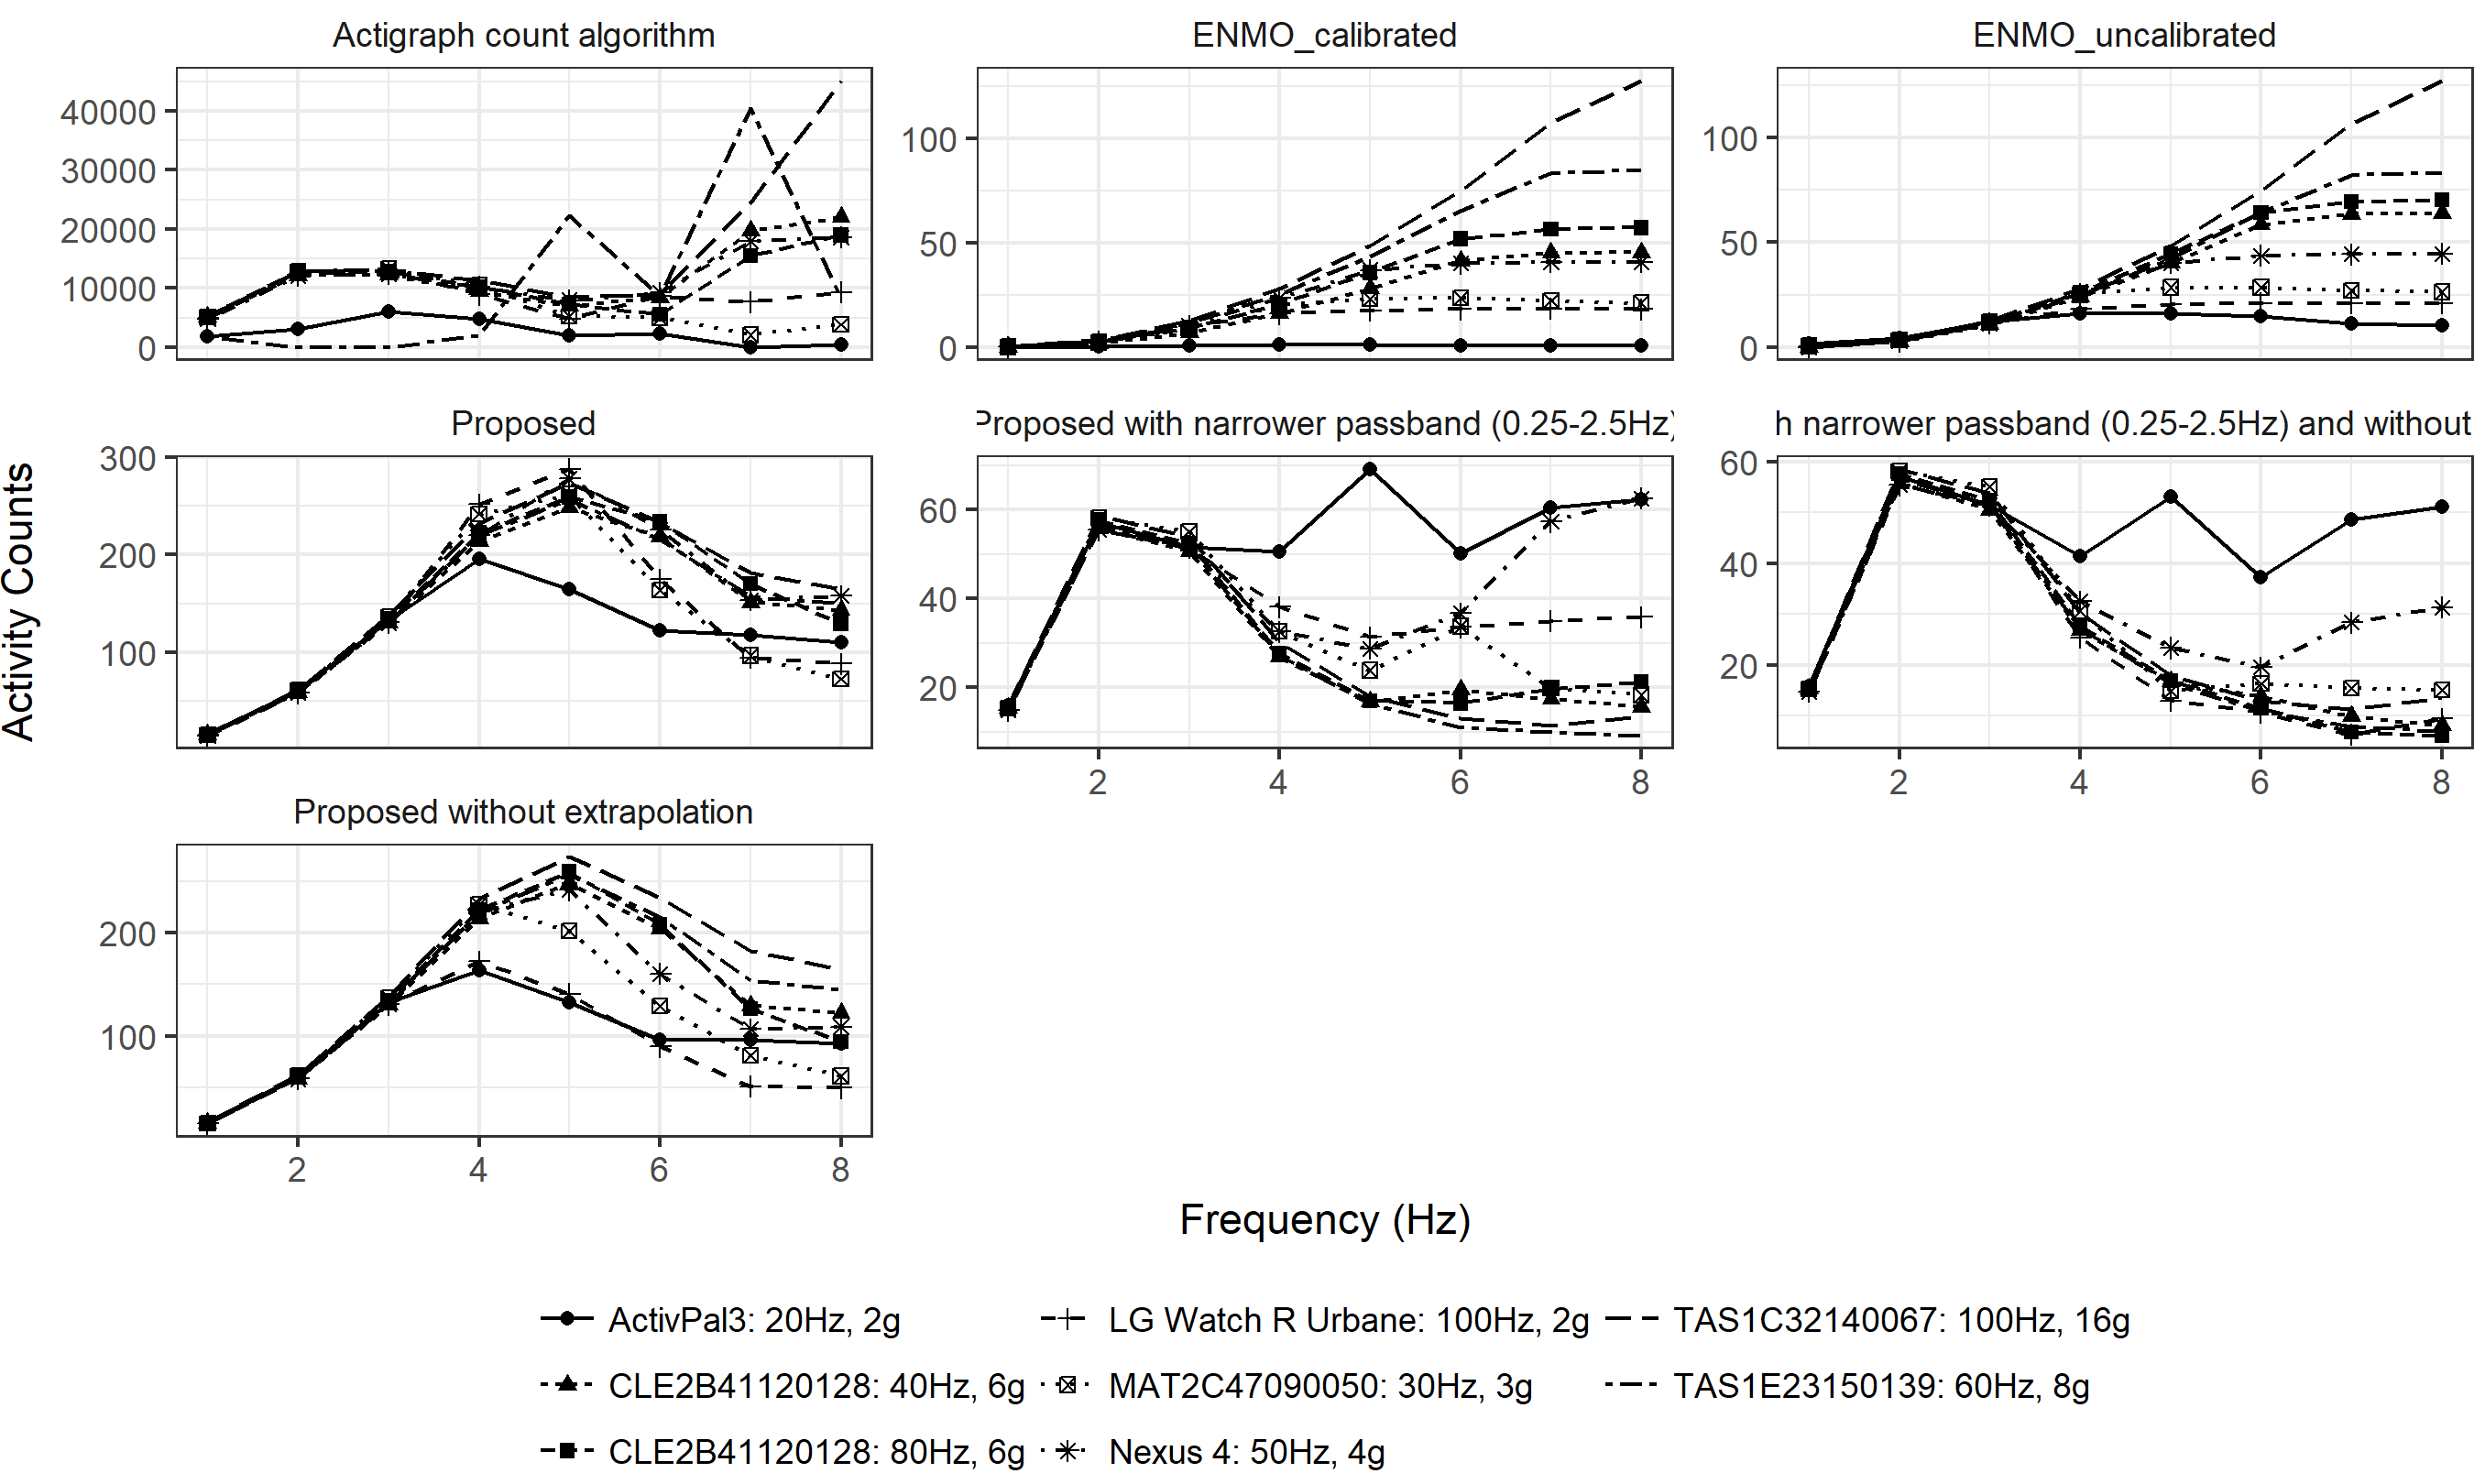 Actigraph count algorithm
ENMO_calibrated
ENMO_uncalibrated
40000
30000
20000
10000
0
100
50
0
100
50
0
Activity Counts
Proposed
Proposed with narrower passband (0.25-2.5Hz)
h narrower passband (0.25-2.5Hz) and without
300
200
100
60
40
20
2 4 6 8
60
40
20
2 4 6 8
Proposed without extrapolation
200
100
2 4 6 8
Frequency (Hz)
ActivPal3: 20Hz, 2g
LG Watch R Urbane: 100Hz, 2g
TAS1C32140067: 100Hz, 16g
CLE2B41120128: 40Hz, 6g
MAT2C47090050: 30Hz, 3g
TAS1E23150139: 60Hz, 8g
CLE2B41120128: 80Hz, 6g
Nexus 4: 50Hz, 4g